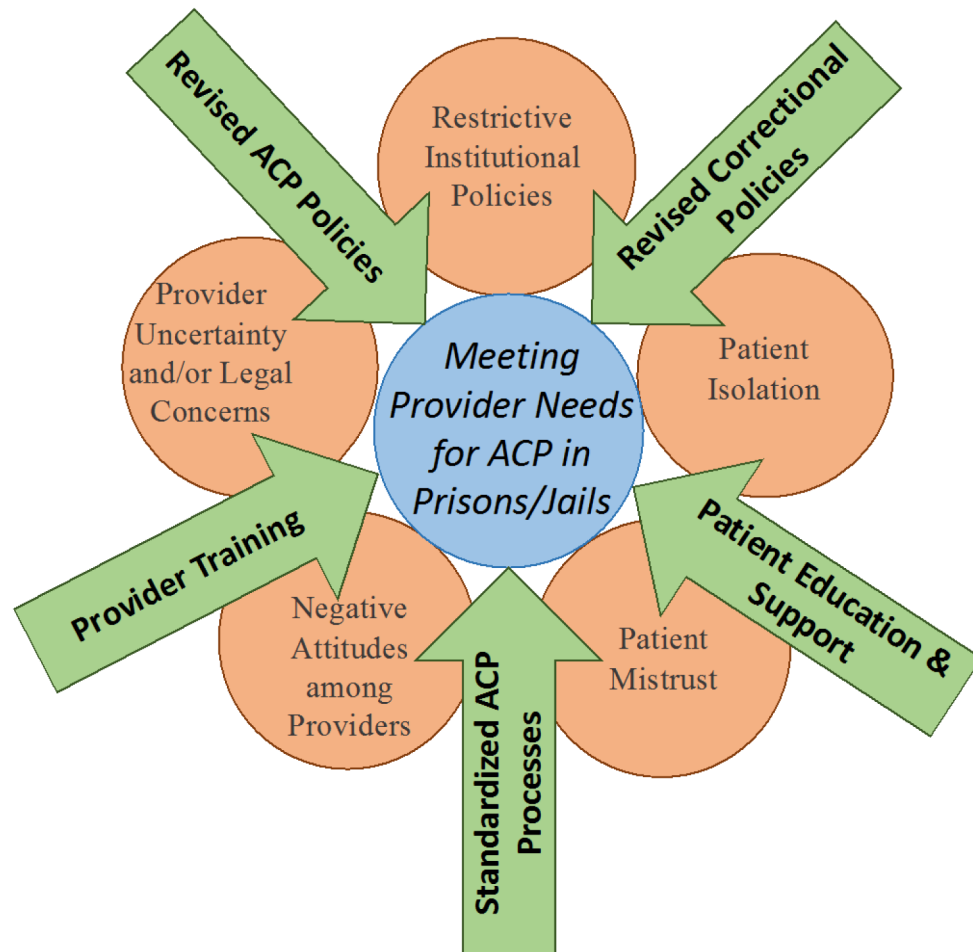 Revised ACP Policies
Restrictive
Institutional
Policies
Revised Correctional
Policies
Provider
Uncertainty
and/or Legal
Concerns
Meeting
Provider Needs
for ACP in
Prisons/Jails
Patient
Isolation
Provider Training
Negative
Attitudes
among
Providers
Standardized ACP
Processes
Patient
Mistrust
Patient Education &
Support